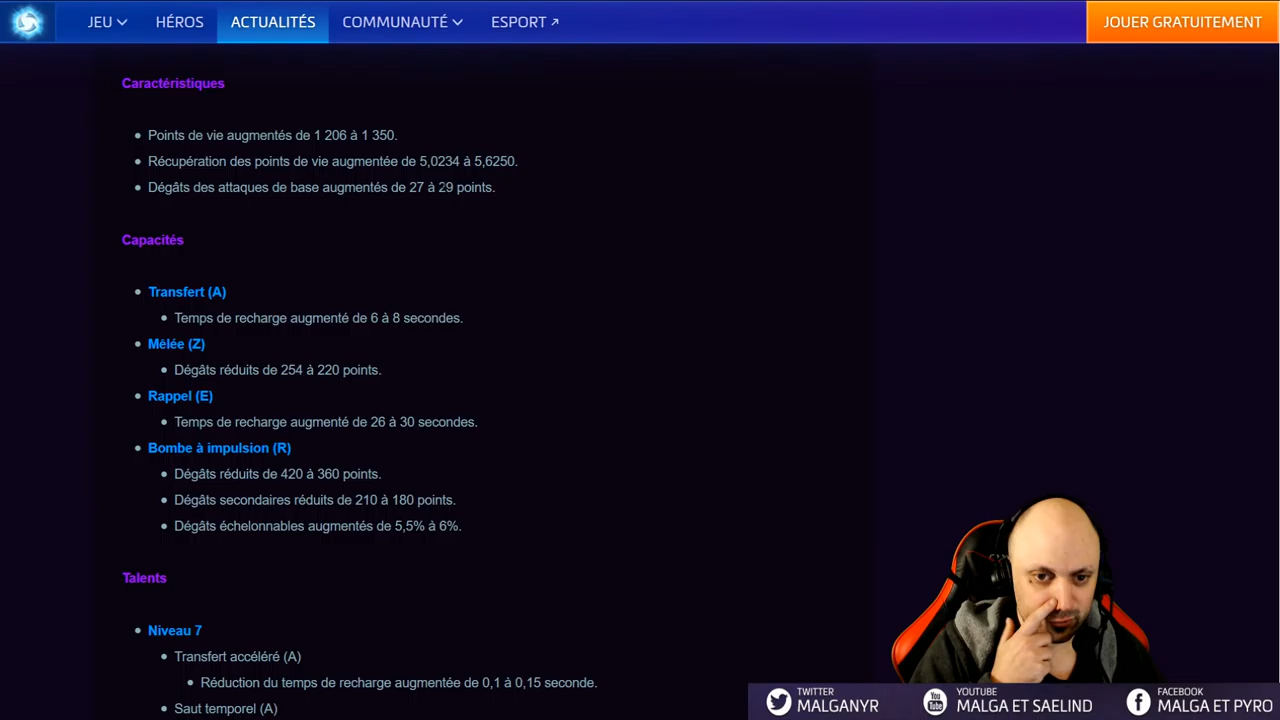 JEU HÉROS ACTUALITÉS COMMUNAUTÉ ESPORT JOUER GRATUITEMENT
Caractéristiques
Points de vie augmentés de 1 206 à 1 350.
Récupération des points de vie augmentée de 5,0234 à 5,6250.
Dégâts des attaques de base augmentés de 27 à 29 points.
Capacités
Transfert (A)
Temps de recharge augmenté de 6 à 8 secondes.
Mêlée (Z)
Dégâts réduits de 254 à 220 points.
Rappel (E)
Temps de recharge augmenté de 26 à 30 secondes.
Bombe à impulsion (R)
Dégâts réduits de 420 à 360 points.
Dégâts secondaires réduits de 210 à 180 points.
Dégâts échelonnables augmentés de 5,5% à 6%.
Talents
Niveau 7
Transfert accéléré (A)
Réduction du temps de recharge augmentée de 0,1 à 0,15 seconde.
Saut temporel (A)
TWITTER
MALGANYR
YOUTUBE
MALGA ET SAELIND
FACEBOOK
MALGA ET PYRO